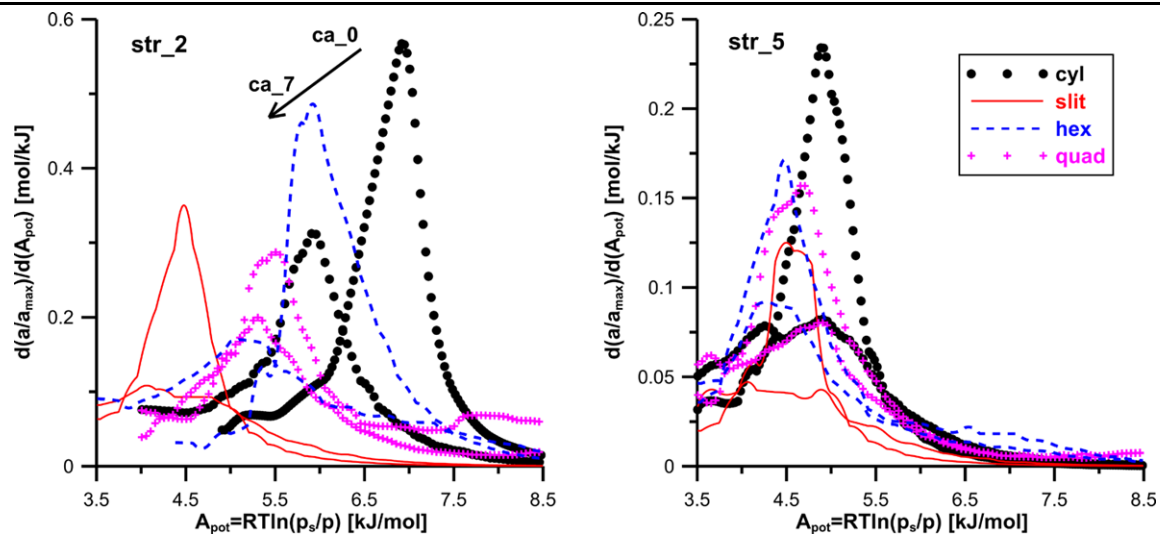 str_2
ca_0
ca_7
d(a/a_max)/d(A_pot) [mol/kJ]
0.6
0.4
0.2
0
3.5 4.5 5.5 6.5 7.5 8.5
A_pot=RTln(p_s/p) [kJ/mol]
str_5
cyl
slit
hex
quad
d(a/a_max)/d(A_pot) [mol/kJ]
0.25
0.2
0.15
0.1
0.05
0
3.5 4.5 5.5 6.5 7.5 8.5
A_pot=RTln(p_s/p) [kJ/mol]